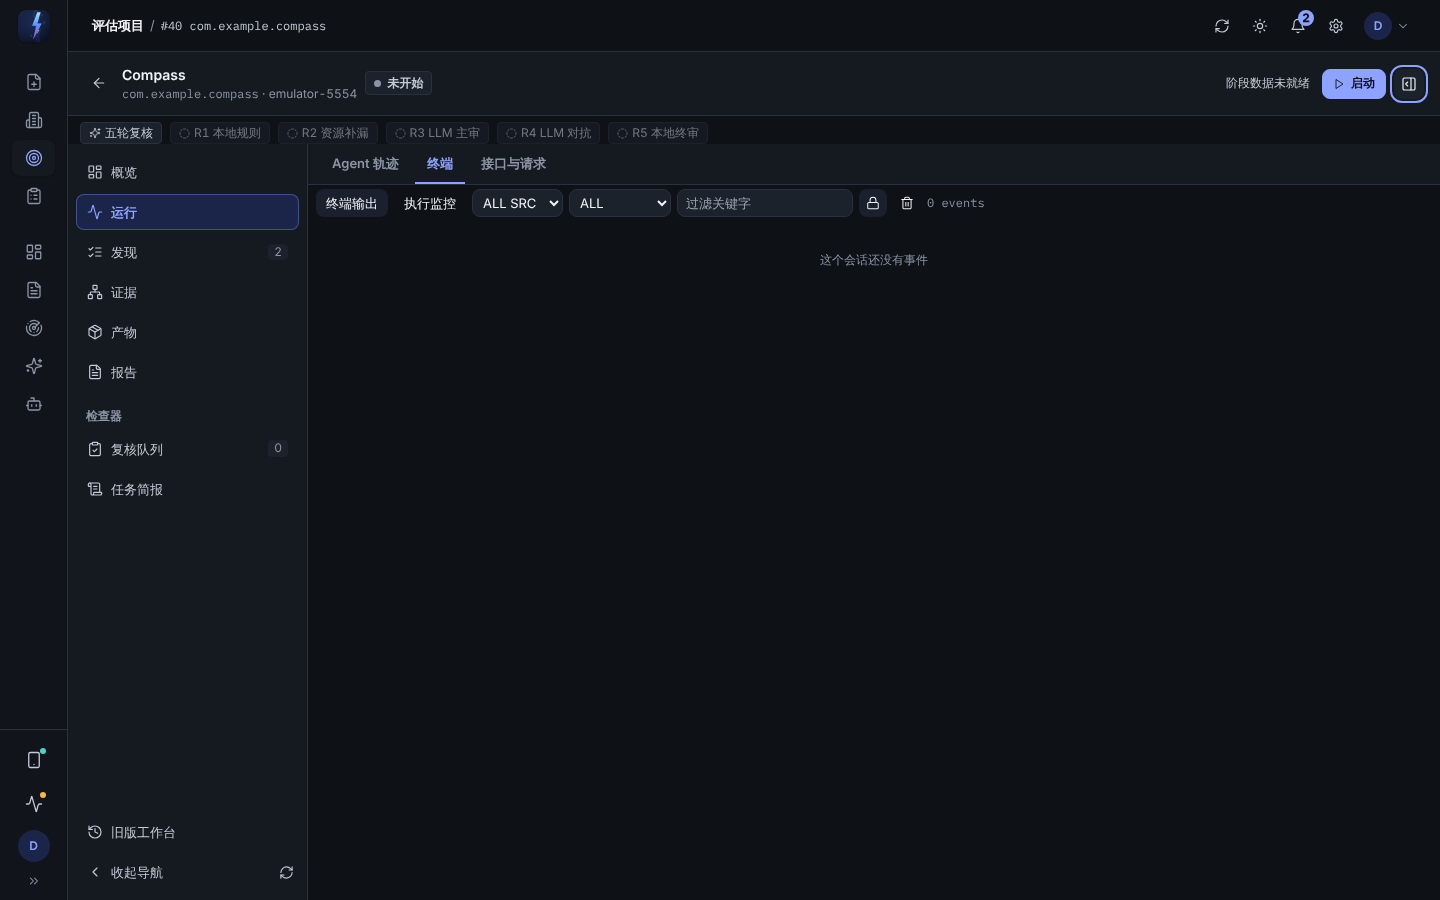 评估项目 / #40 com.example.compass
2
D
Compass
com.example.compass · emulator-5554
未开始
阶段数据未就绪
启动
五轮复核
R1 本地规则
R2 资源补漏
R3 LLM 主审
R4 LLM 对抗
R5 本地终审
概览
运行
发现 2
证据
产物
报告
检查器
复核队列 0
任务简报
旧版工作台
收起导航
Agent 轨迹
终端
接口与请求
终端输出
执行监控
ALL SRC
ALL
过滤关键字
0 events
这个会话还没有事件
D